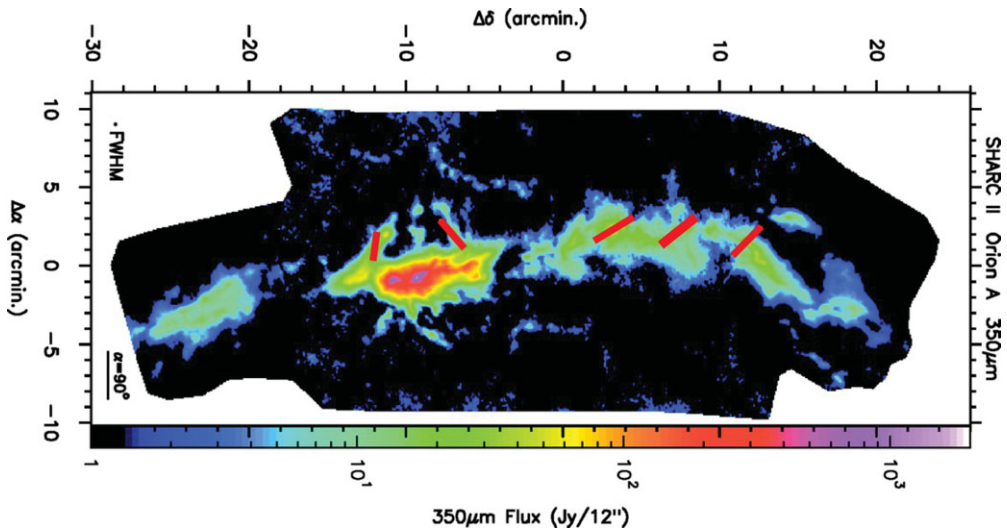 Δδ (arcmin.)
−30 −20 −10 0 10 20
10
5
0
−5
−10
Δα (arcmin.)
FWHM
α=90°
SHARC II Orion A 350μm
1 10¹ 10² 10³
350μm Flux (Jy/12")